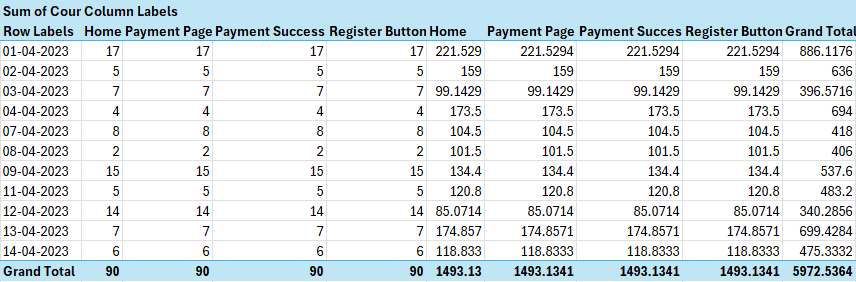 Sum of Cour Column Labels
Row Labels Home Payment Page Payment Success Register Button Home Payment Page Payment Succes Register Button Grand Total
01-04-2023 17 17 17 17 221.529 221.5294 221.5294 221.5294 886.1176
02-04-2023 5 5 5 5 159 159 159 159 636
03-04-2023 7 7 7 7 99.1429 99.1429 99.1429 99.1429 396.5716
04-04-2023 4 4 4 4 173.5 173.5 173.5 173.5 694
07-04-2023 8 8 8 8 104.5 104.5 104.5 104.5 418
08-04-2023 2 2 2 2 101.5 101.5 101.5 101.5 406
09-04-2023 15 15 15 15 134.4 134.4 134.4 134.4 537.6
11-04-2023 5 5 5 5 120.8 120.8 120.8 120.8 483.2
12-04-2023 14 14 14 14 85.0714 85.0714 85.0714 85.0714 340.2856
13-04-2023 7 7 7 7 174.857 174.8571 174.8571 174.8571 699.4284
14-04-2023 6 6 6 6 118.833 118.8333 118.8333 118.8333 475.3332
Grand Total 90 90 90 90 1493.13 1493.1341 1493.1341 1493.1341 5972.5364